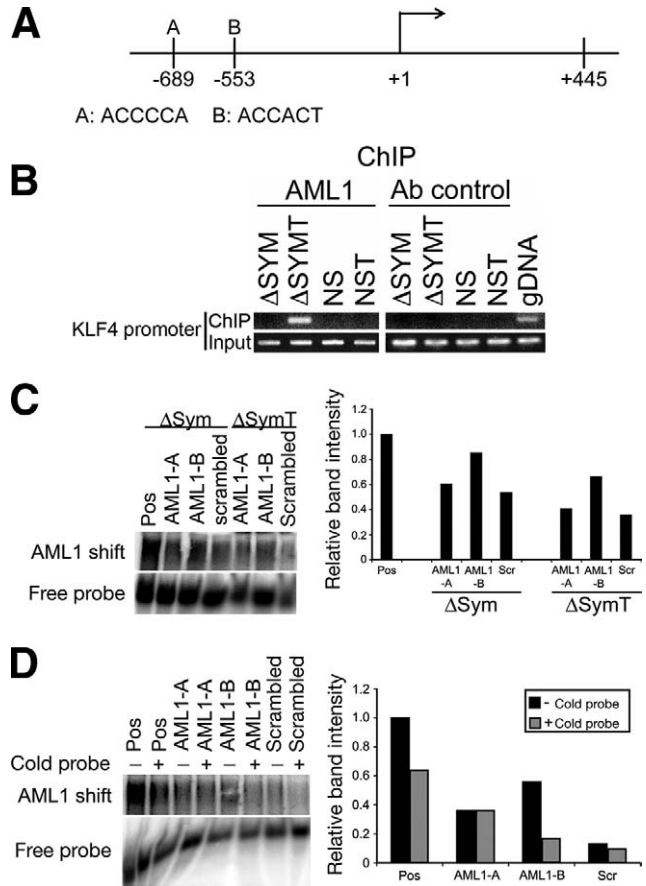 A
A B
-689 -553 +1 +445
A: ACCCCA B: ACCACT
B
ChIP
AML1 Ab control
ΔSYM ΔSYMT NS NST ΔSYM ΔSYMT NS NST gDNA
KLF4 promoter
ChIP
Input
C
ΔSym ΔSymT
Pos AML1-A AML1-B scrambled AML1-A AML1-B Scrambled
AML1 shift
Free probe
Relative band intensity
1.2
1.0
0.8
0.6
0.4
0.2
0
Pos AML1-A AML1-B Scr AML1-A AML1-B Scr
ΔSym ΔSymT
D
Pos Pos AML1-A AML1-A AML1-B AML1-B Scrambled Scrambled
Cold probe – + – + – + – +
AML1 shift
Free probe
Relative band intensity
1.2
1
0.8
0.6
0.4
0.2
0
- Cold probe
+ Cold probe
Pos AML1-A AML1-B Scr